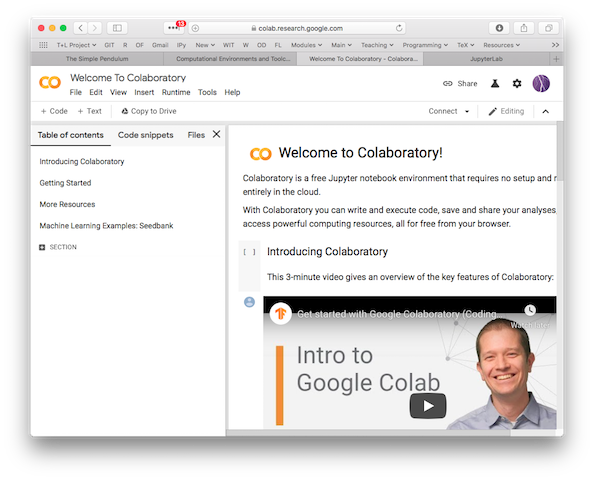 13
colab.research.google.com
T+L Project GIT R OF Gmail IPy New WIT W OD FL Modules Main Teaching Programming TeX Resources >>
The Simple Pendulum Computational Environments and Toolc... Welcome To Colaboratory - Colabora... JupyterLab +
CO Welcome To Colaboratory
File Edit View Insert Runtime Tools Help
Share
+ Code + Text Copy to Drive Connect Editing
Table of contents Code snippets Files X
Introducing Colaboratory
Getting Started
More Resources
Machine Learning Examples: Seedbank
+ SECTION
CO Welcome to Colaboratory!
Colaboratory is a free Jupyter notebook environment that requires no setup and r
entirely in the cloud.
With Colaboratory you can write and execute code, save and share your analyses,
access powerful computing resources, all for free from your browser.
[ ] Introducing Colaboratory
This 3-minute video gives an overview of the key features of Colaboratory:
Get started with Google Colaboratory (Coding...
Watch later
Intro to
Google Colab